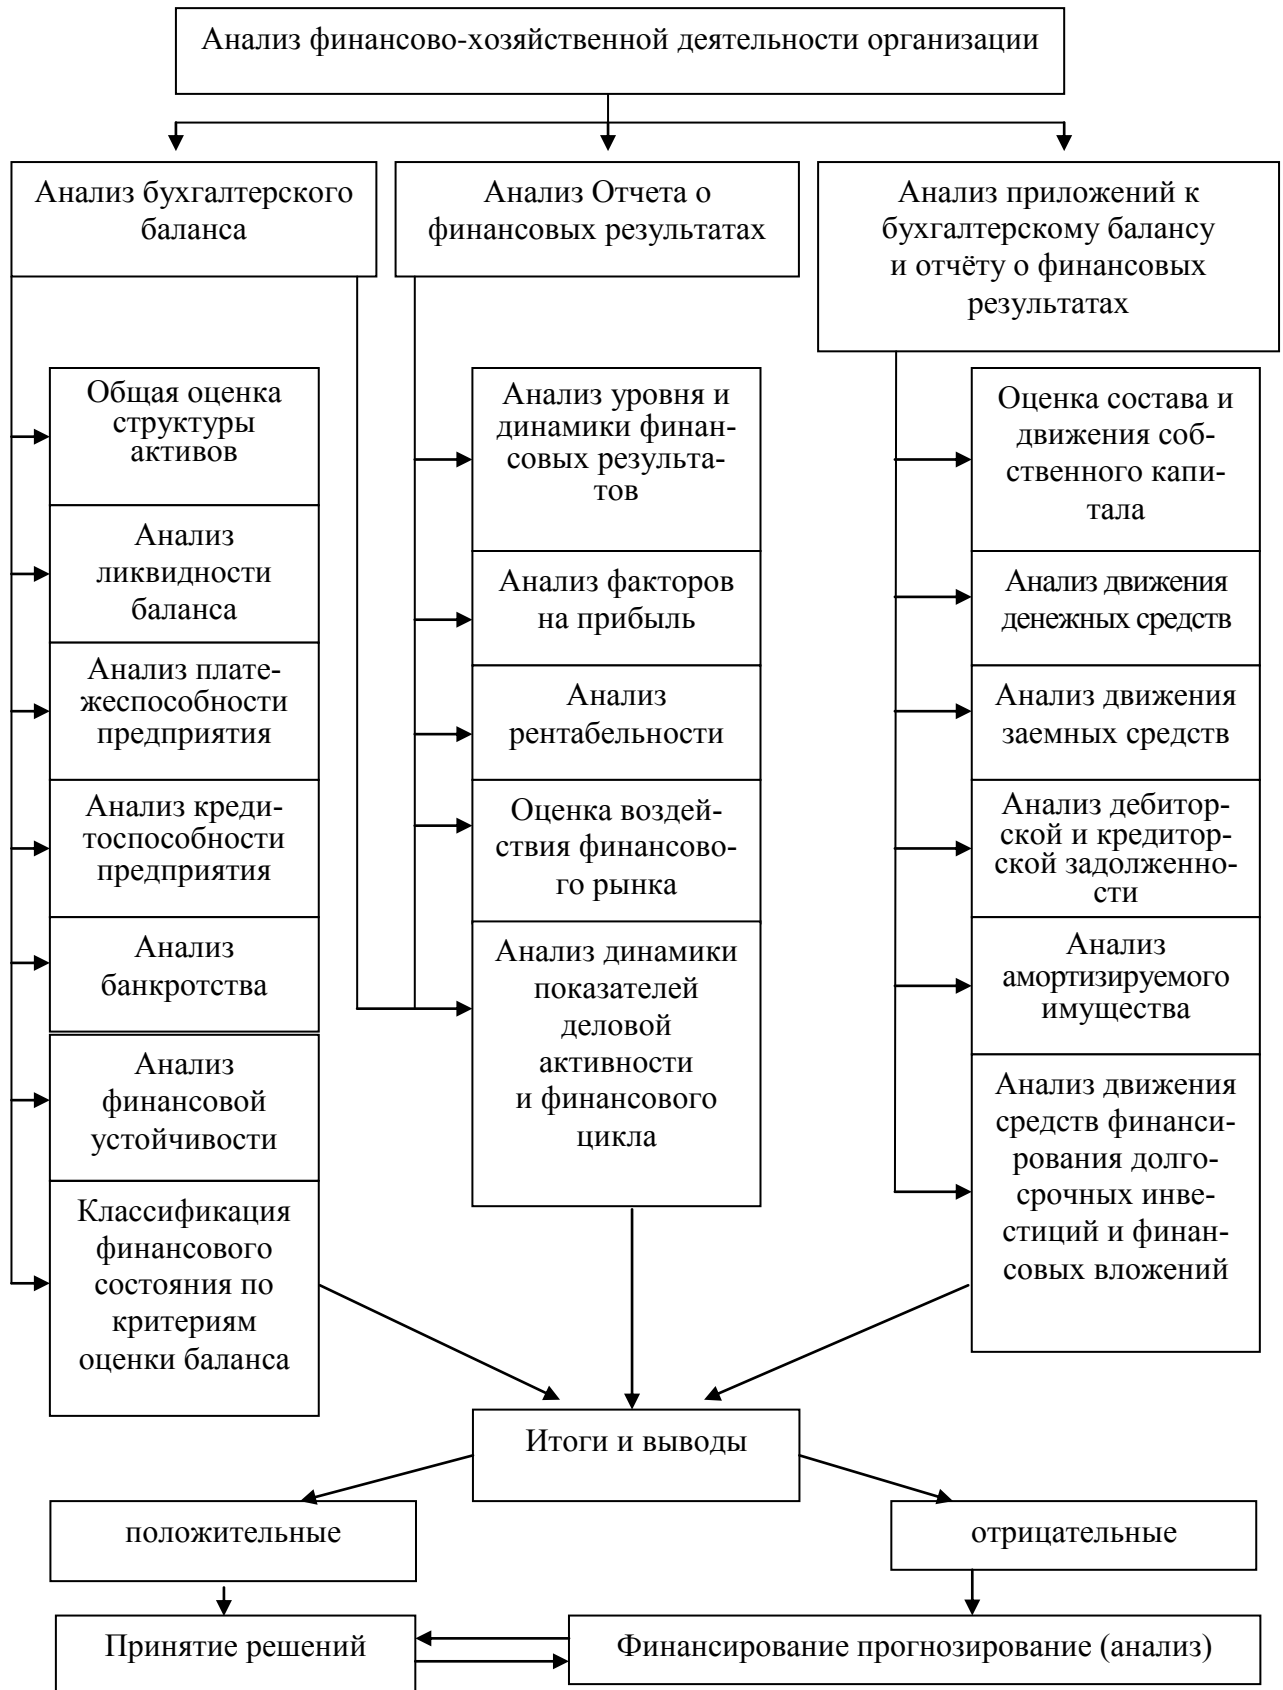 Анализ финансово-хозяйственной деятельности организации
Анализ бухгалтерского
баланса
Анализ Отчета о
финансовых результатах
Анализ приложений к
бухгалтерскому балансу
и отчёту о финансовых
результатах
Общая оценка
структуры
активов
Анализ
ликвидности
баланса
Анализ плате-
жеспособности
предприятия
Анализ креди-
тоспособности
предприятия
Анализ
банкротства
Анализ
финансовой
устойчивости
Классификация
финансового
состояния по
критериям
оценки баланса
Анализ уровня и
динамики финан-
совых результа-
тов
Анализ факторов
на прибыль
Анализ
рентабельности
Оценка воздей-
ствия финансово-
го рынка
Анализ динамики
показателей
деловой
активности
и финансового
цикла
Оценка состава и
движения соб-
ственного капи-
тала
Анализ движения
денежных средств
Анализ движения
заемных средств
Анализ дебитор-
ской и кредитор-
ской задолженно-
сти
Анализ
амортизируемого
имущества
Анализ движения
средств финанси-
рования долго-
срочных инве-
стиций и финан-
совых вложений
Итоги и выводы
положительные
отрицательные
Принятие решений
Финансирование прогнозирование (анализ)